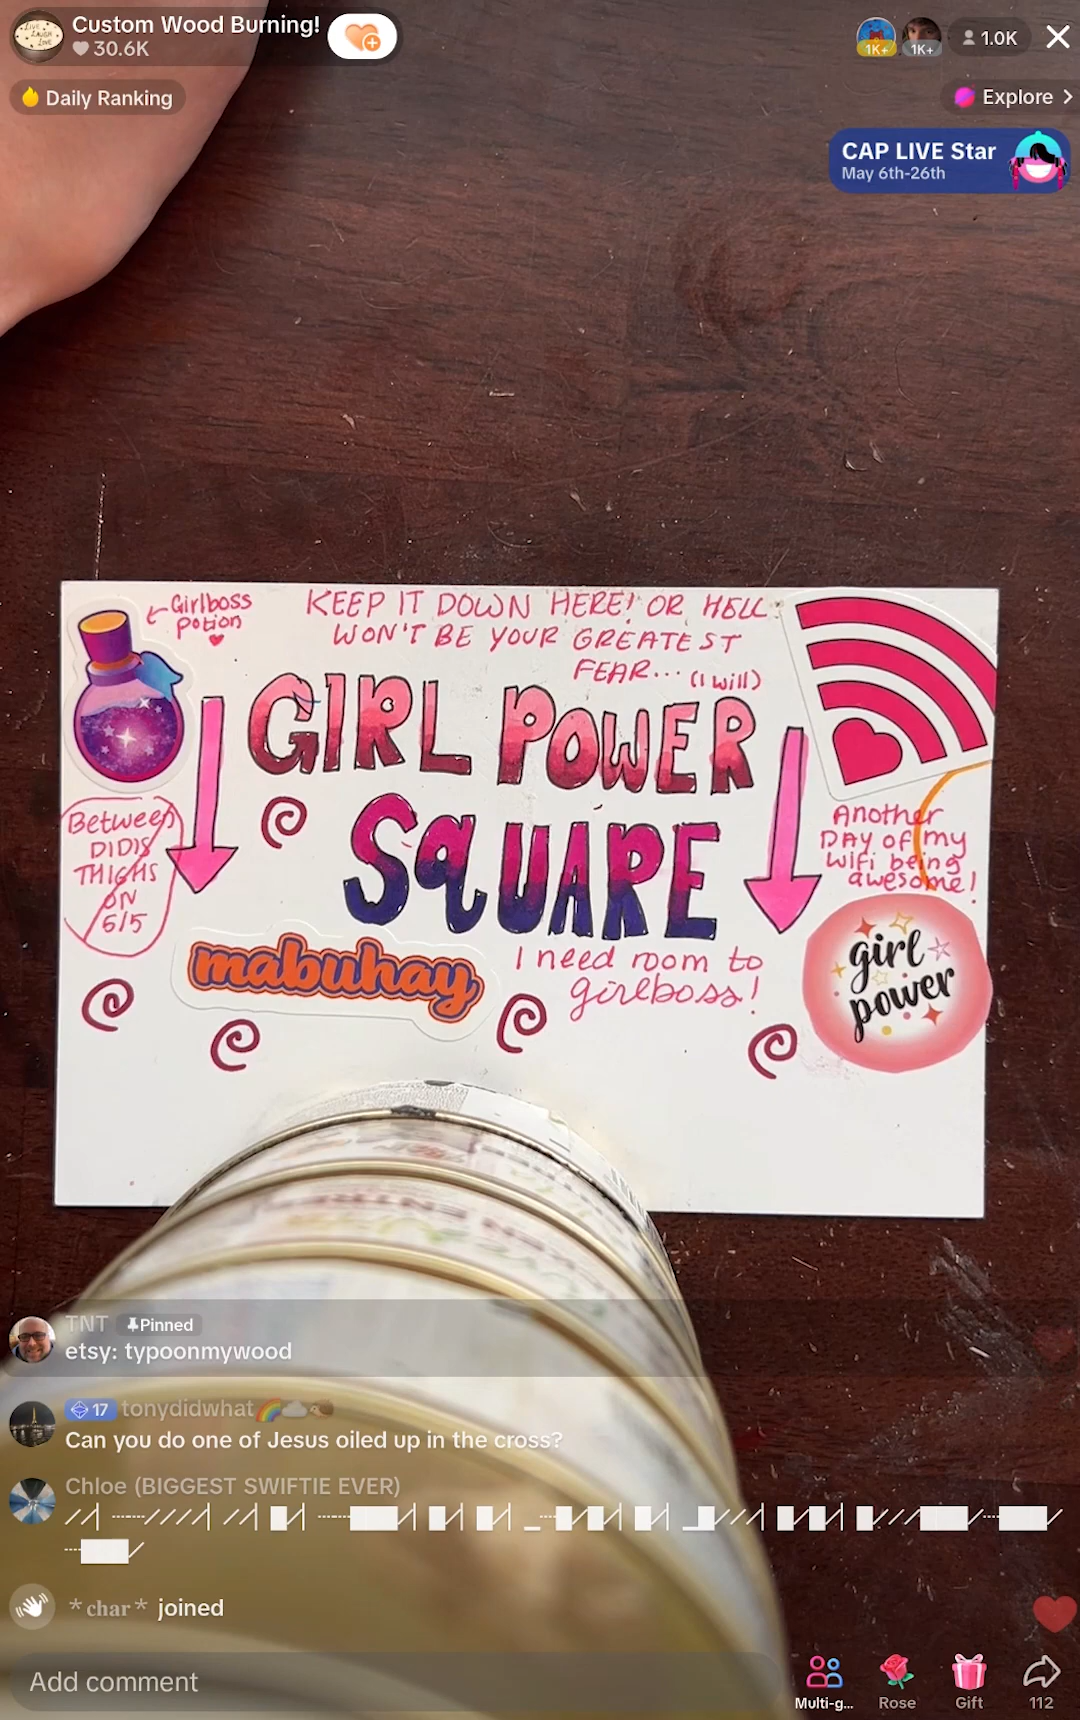 Custom Wood Burning!
30.6K
1K+
1K+
1.0K
Daily Ranking
Explore
CAP LIVE Star
May 6th-26th
Girlboss
potion
KEEP IT DOWN HERE! OR HELL
WON'T BE YOUR GREATEST
FEAR... (I will)
GIRL POWER
SQUARE
Between
DIDIS
THIGHS
ON
6/5
Another
DAY OF my
wifi being
awesome!
mabuhay
I need room to
girlboss!
girl
power
TNT Pinned
etsy: typoonmywood
17 tonydidwhat
Can you do one of Jesus oiled up in the cross?
Chloe (BIGGEST SWIFTIE EVER)
*char* joined
Add comment
Multi-g...
Rose
Gift
112